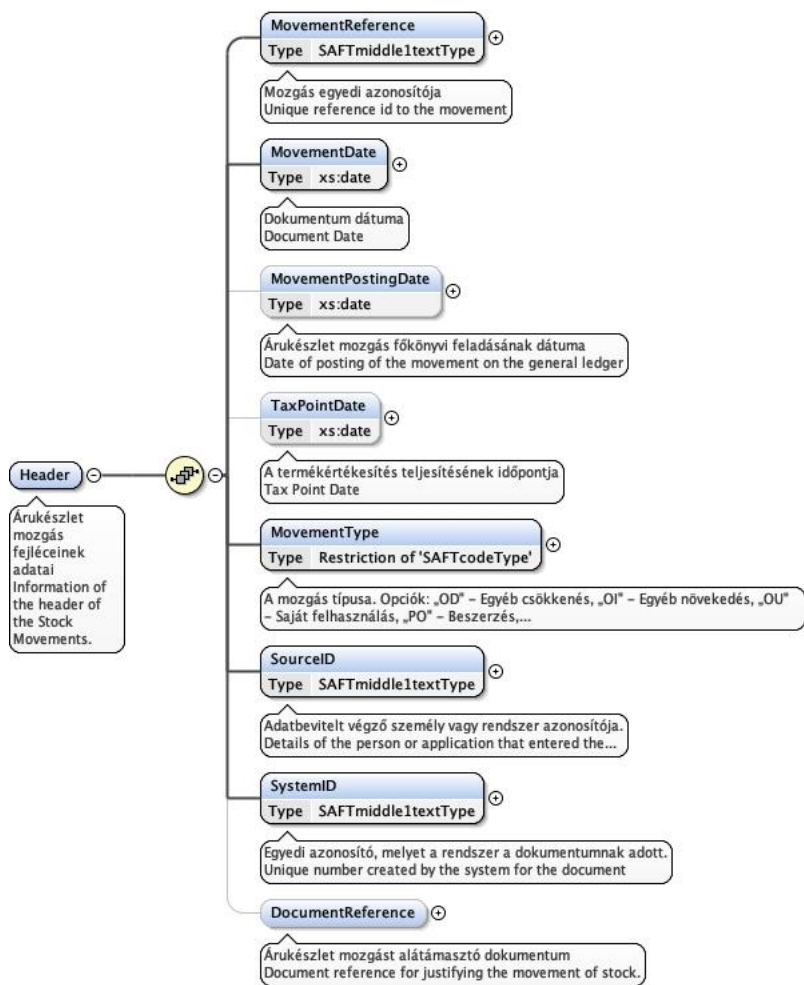 MovementReference
Type SAFTmiddle1textType
Mozgás egyedi azonosítója
Unique reference id to the movement
MovementDate
Type xs:date
Dokumentum dátuma
Document Date
MovementPostingDate
Type xs:date
Árukészlet mozgás főkönyvi feladásának dátuma
Date of posting of the movement on the general ledger
TaxPointDate
Type xs:date
A termékértékesítés teljesítésének időpontja
Tax Point Date
Header
Árukészlet
mozgás
fejléceinek
adatai
Information of
the header of
the Stock
Movements.
MovementType
Type Restriction of 'SAFTcodeType'
A mozgás típusa. Opciók: „OD" – Egyéb csökkenés, „OI" – Egyéb növekedés, „OU"
– Saját felhasználás, „PO" – Beszerzés,...
SourceID
Type SAFTmiddle1textType
Adatbevitelt végző személy vagy rendszer azonosítója.
Details of the person or application that entered the...
SystemID
Type SAFTmiddle1textType
Egyedi azonosító, melyet a rendszer a dokumentumnak adott.
Unique number created by the system for the document
DocumentReference
Árukészlet mozgást alátámasztó dokumentum
Document reference for justifying the movement of stock.